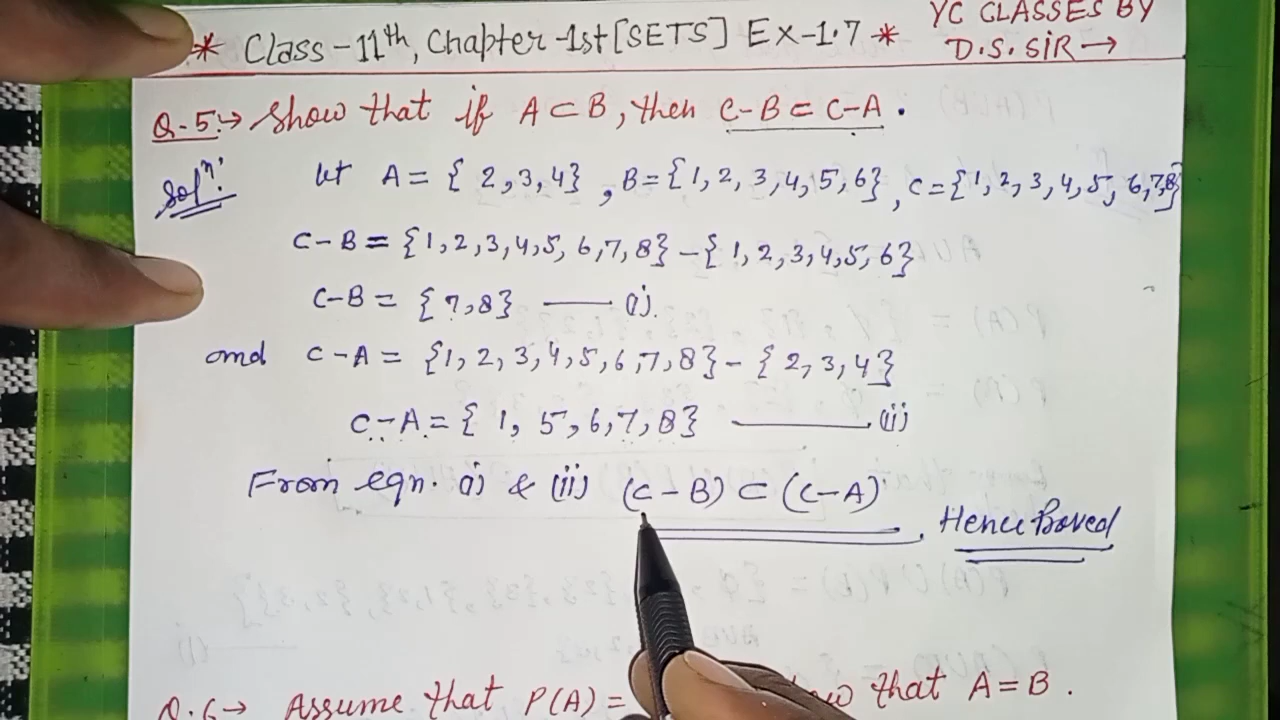 * Class-11th, Chapter-1st [SETS] Ex-1.7 *
YC CLASSES BY
D.S. SIR →
Q-5.→ Show that if A⊂B, then C-B⊂C-A.
Solⁿ: let A= { 2,3,4} , B={1,2,3,4,5,6} , C={1,2,3,4,5,6,7,8}
C-B = {1,2,3,4,5,6,7,8} - {1,2,3,4,5,6}
C-B = {7,8} —— (i).
and C-A = {1,2,3,4,5,6,7,8} - {2,3,4}
C-A = {1,5,6,7,8} ——— (ii)
From eqn. (i) & (ii) (C-B) ⊂ (C-A)
. Hence Proved
Q.6→ Assume that P(A)= that A=B.